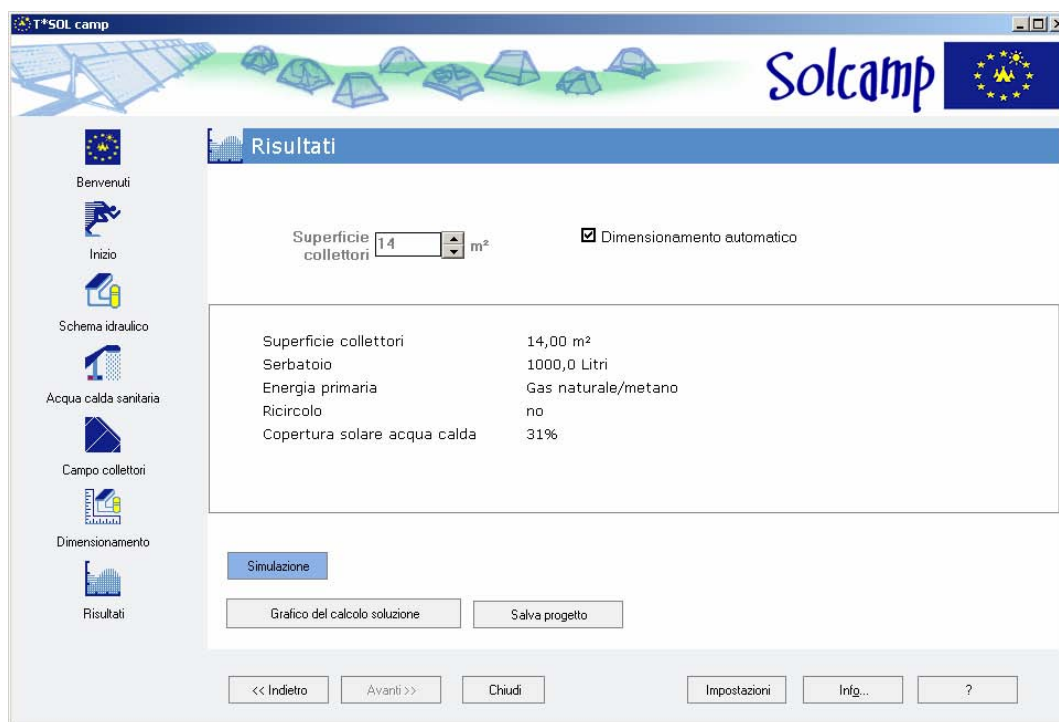 T*SOL camp
Solcamp
Benvenuti
Inizio
Schema idraulico
Acqua calda sanitaria
Campo collettori
Dimensionamento
Risultati
Risultati
Superficie
collettori 14 m²
Dimensionamento automatico
Superficie collettori 14,00 m²
Serbatoio 1000,0 Litri
Energia primaria Gas naturale/metano
Ricircolo no
Copertura solare acqua calda 31%
Simulazione
Grafico del calcolo soluzione Salva progetto
<< Indietro Avanti >> Chiudi Impostazioni Info... ?